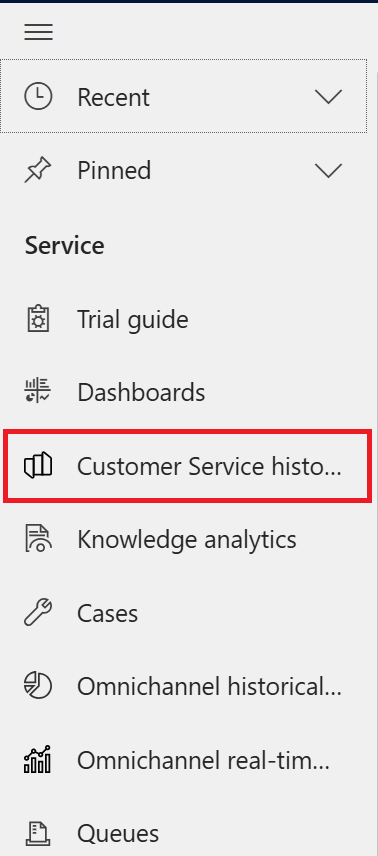 Recent
Pinned
Service
Trial guide
Dashboards
Customer Service histo...
Knowledge analytics
Cases
Omnichannel historical...
Omnichannel real-tim...
Queues